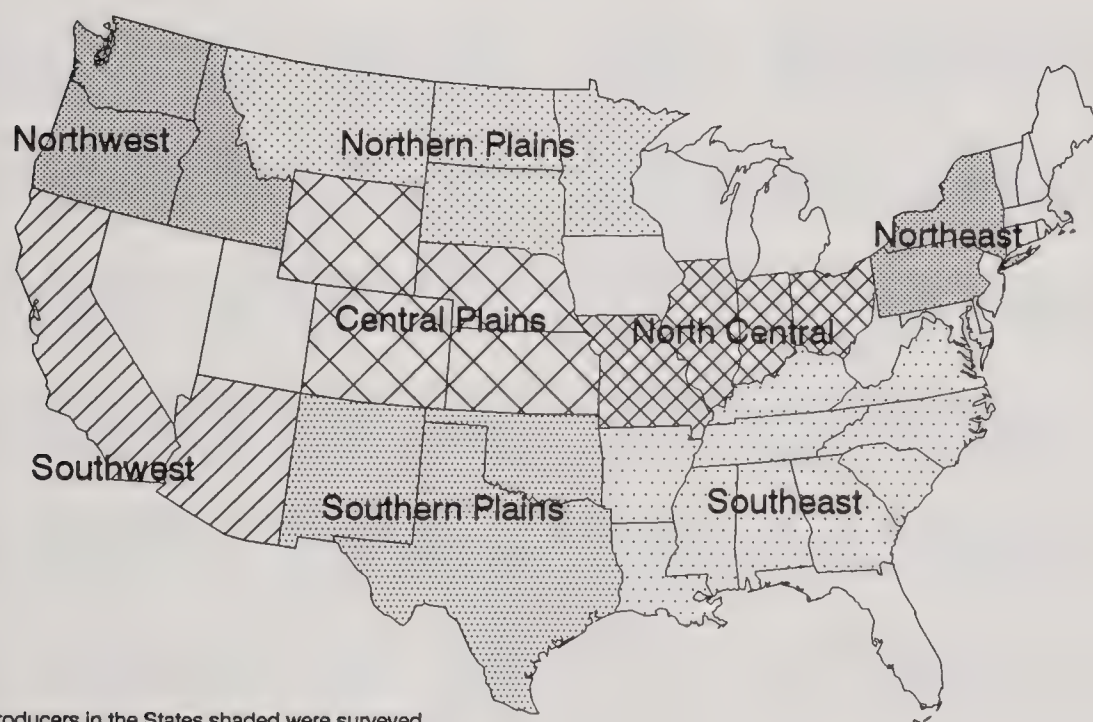 Northwest
Northern Plains
Northeast
Central Plains
North Central
Southwest
Southern Plains
Southeast
roducers in the States shaded were surveyed